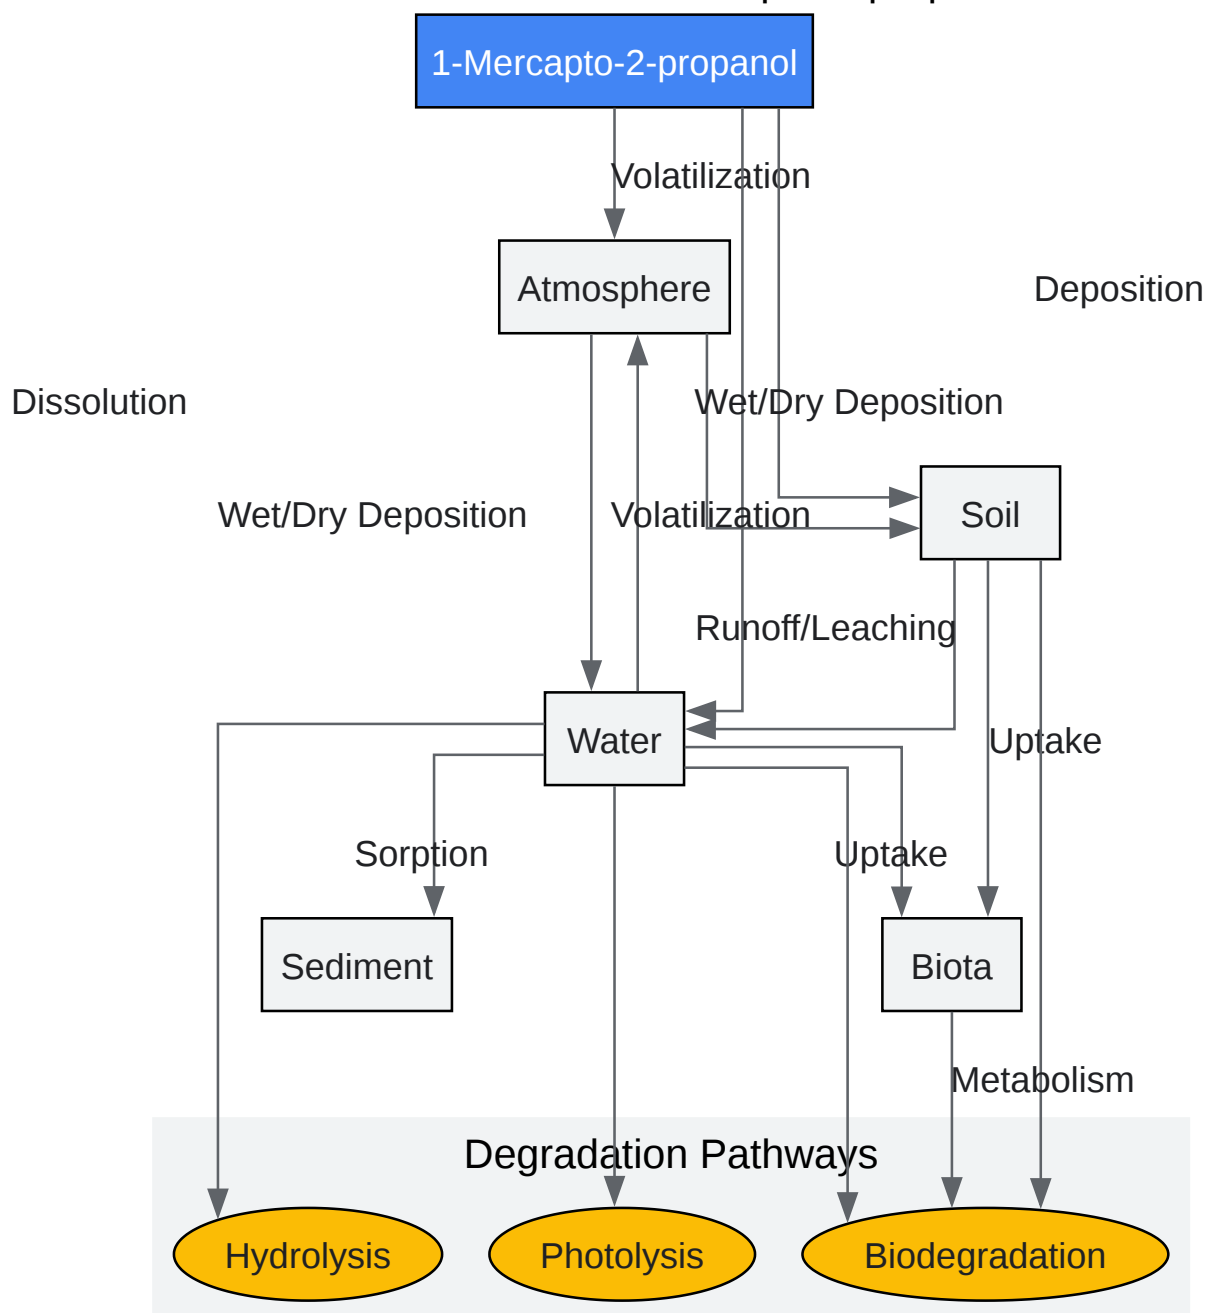 1-Mercapto-2-propanol
Volatilization
Atmosphere
Deposition
Dissolution
Wet/Dry Deposition
Wet/Dry Deposition
Volatilization
Soil
Runoff/Leaching
Water
Uptake
Sorption
Uptake
Sediment
Biota
Metabolism
Degradation Pathways
Hydrolysis
Photolysis
Biodegradation